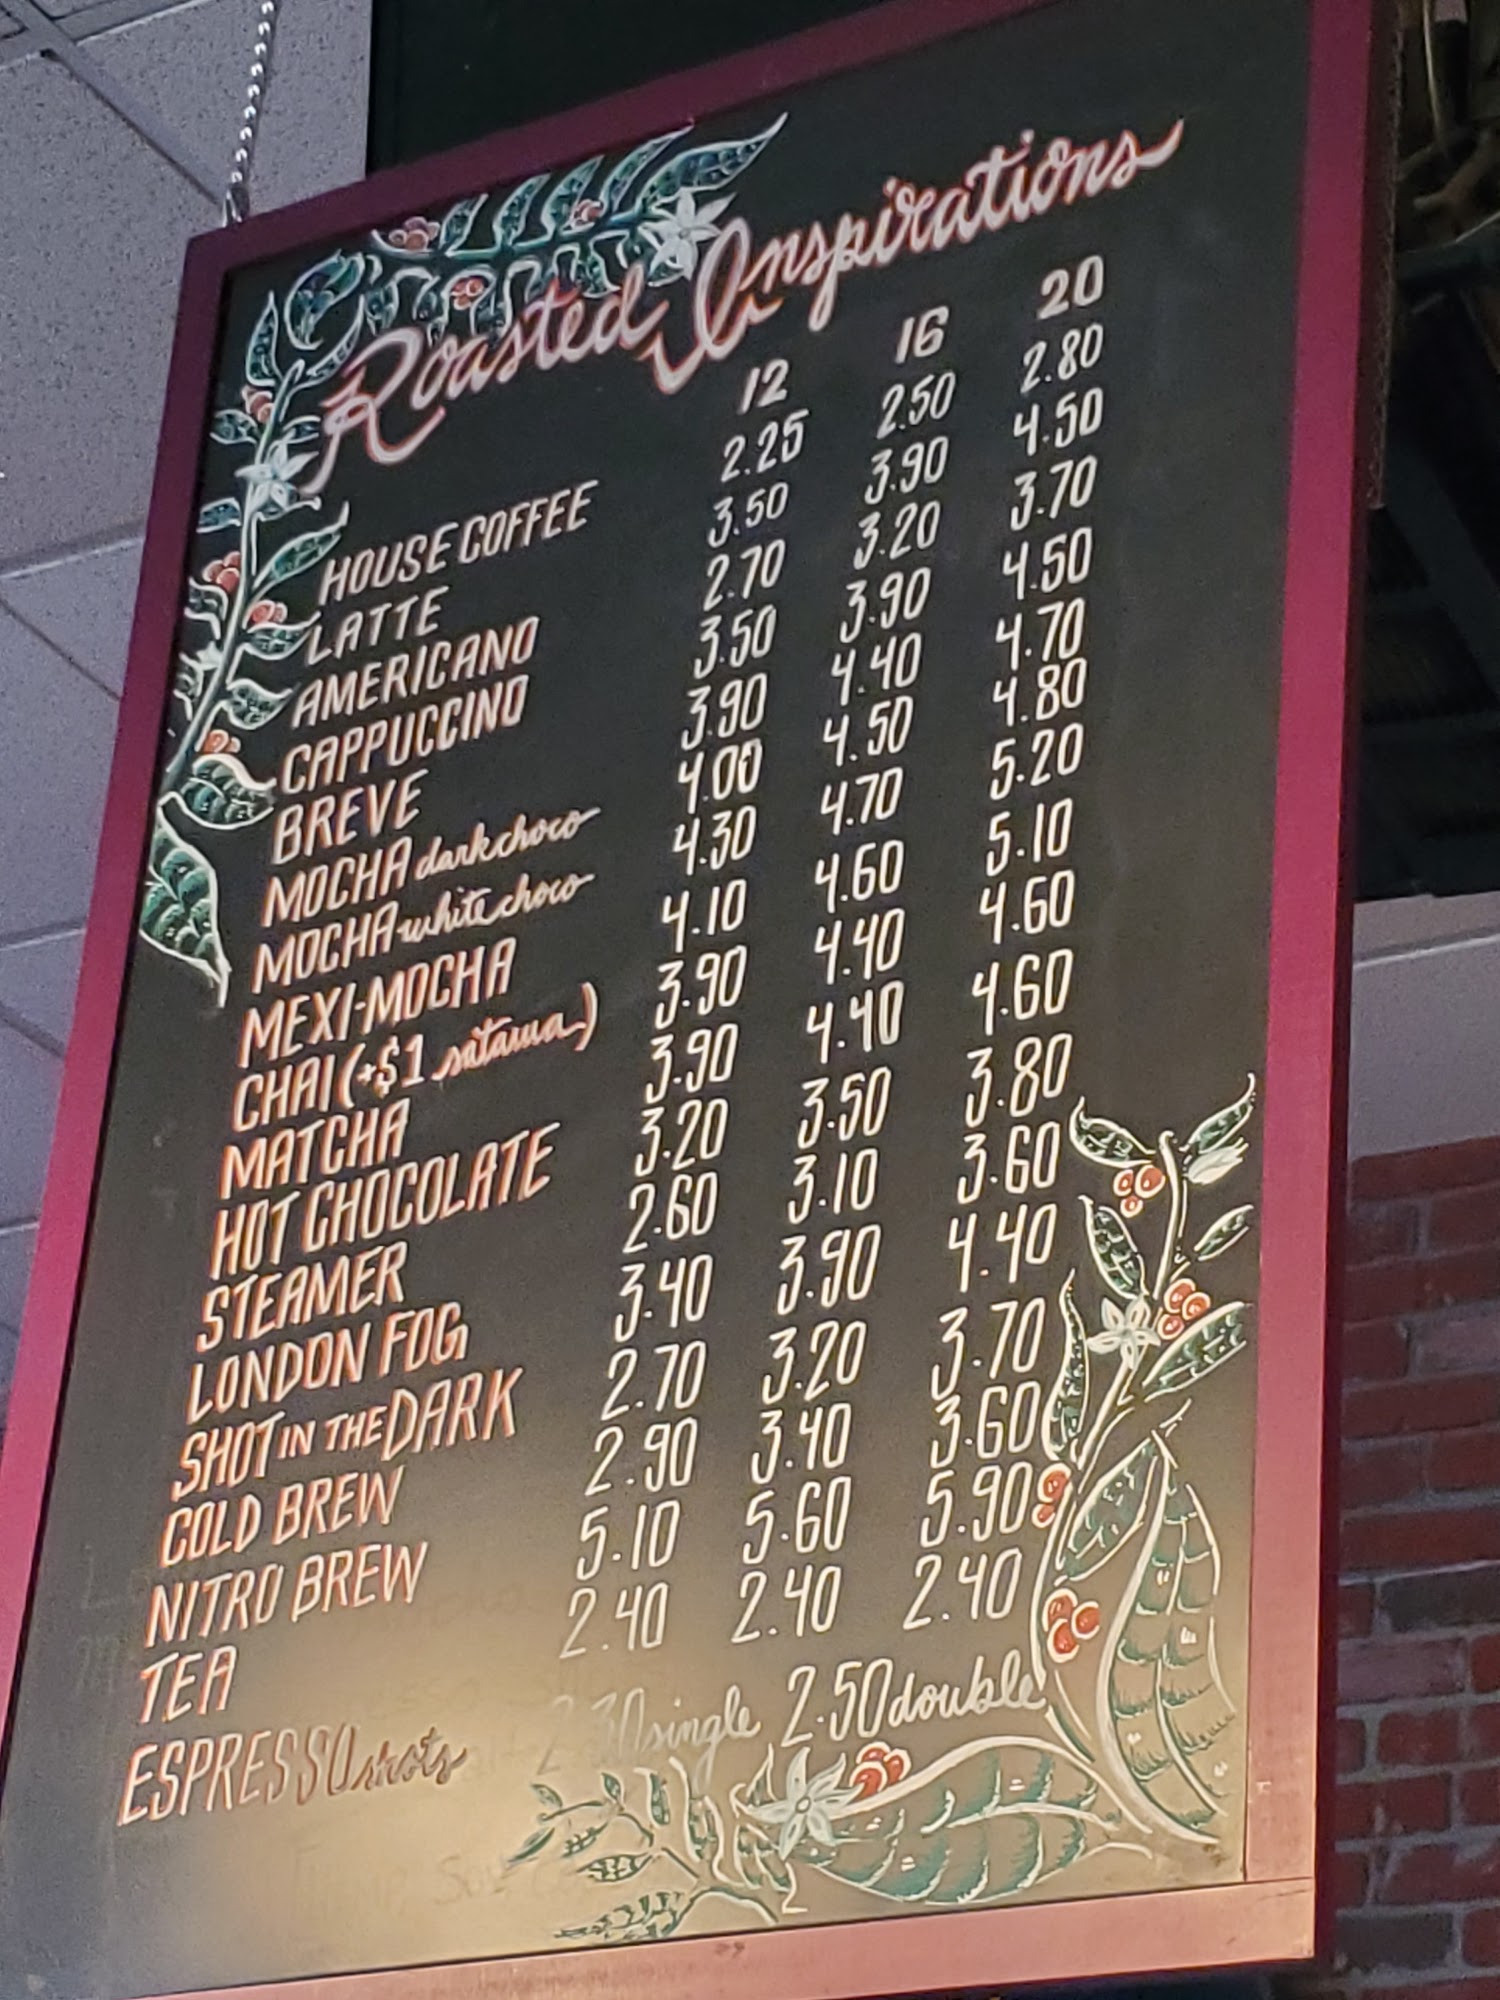 Roasted Inspirations
12 16 20
HOUSE COFFEE 2.25 2.50 2.80
LATTE 3.50 3.90 4.50
AMERICANO 2.70 3.20 3.70
CAPPUCCINO 3.50 3.90 4.50
BREVE 3.90 4.40 4.70
MOCHA dark choco 4.00 4.50 4.80
MOCHA white choco 4.30 4.70 5.20
MEXI-MOCHA 4.10 4.60 5.10
CHAI (+$1 satawa) 3.90 4.40 4.60
MATCHA 3.90 4.40 4.60
HOT CHOCOLATE 3.20 3.50 3.80
STEAMER 2.60 3.10 3.60
LONDON FOG 3.40 3.90 4.40
SHOT IN THE DARK 2.70 3.20 3.70
COLD BREW 2.90 3.40 3.60
NITRO BREW 5.10 5.60 5.90
TEA 2.40 2.40 2.40
ESPRESSO shots 2.30 single 2.50 double